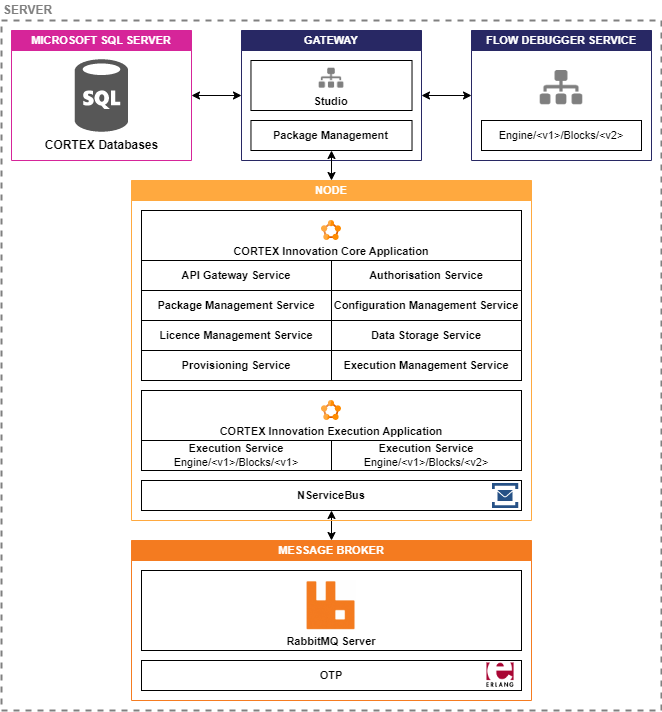 SERVER
MICROSOFT SQL SERVER
SQL
CORTEX Databases
GATEWAY
Studio
Package Management
FLOW DEBUGGER SERVICE
Engine/<v1>/Blocks/<v2>
NODE
CORTEX Innovation Core Application
API Gateway Service
Authorisation Service
Package Management Service
Configuration Management Service
Licence Management Service
Data Storage Service
Provisioning Service
Execution Management Service
CORTEX Innovation Execution Application
Execution Service
Engine/<v1>/Blocks/<v1>
Execution Service
Engine/<v1>/Blocks/<v2>
NServiceBus
MESSAGE BROKER
RabbitMQ Server
OTP
e
ERLANG